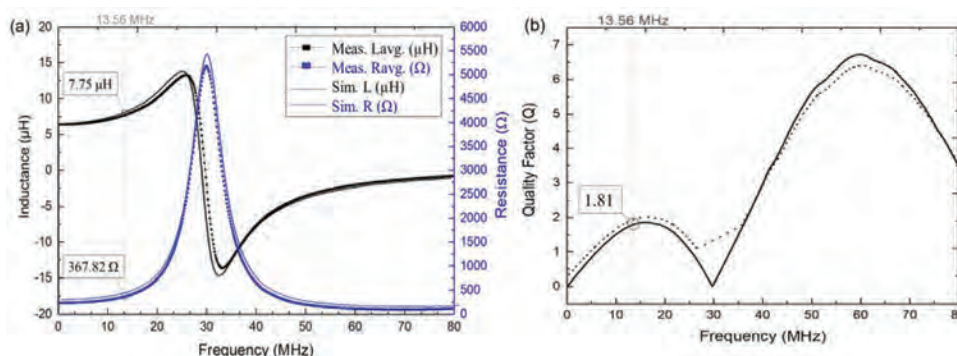 (a)
13.56 MHz
20
15
10
5
0
-5
-10
-15
-20
Inductance (µH)
7.75 µH
367.82 Ω
Meas. Lavg. (µH)
Meas. Ravg. (Ω)
Sim. L (µH)
Sim. R (Ω)
6000
5500
5000
4500
4000
3500
3000
2500
2000
1500
1000
500
0
Resistance (Ω)
0 10 20 30 40 50 60 70 80
Frequency (MHz)
(b)
13.56 MHz
7
6
5
4
3
2
1
0
Quality Factor (Q)
1.81
0 10 20 30 40 50 60 70 80
Frequency (MHz)